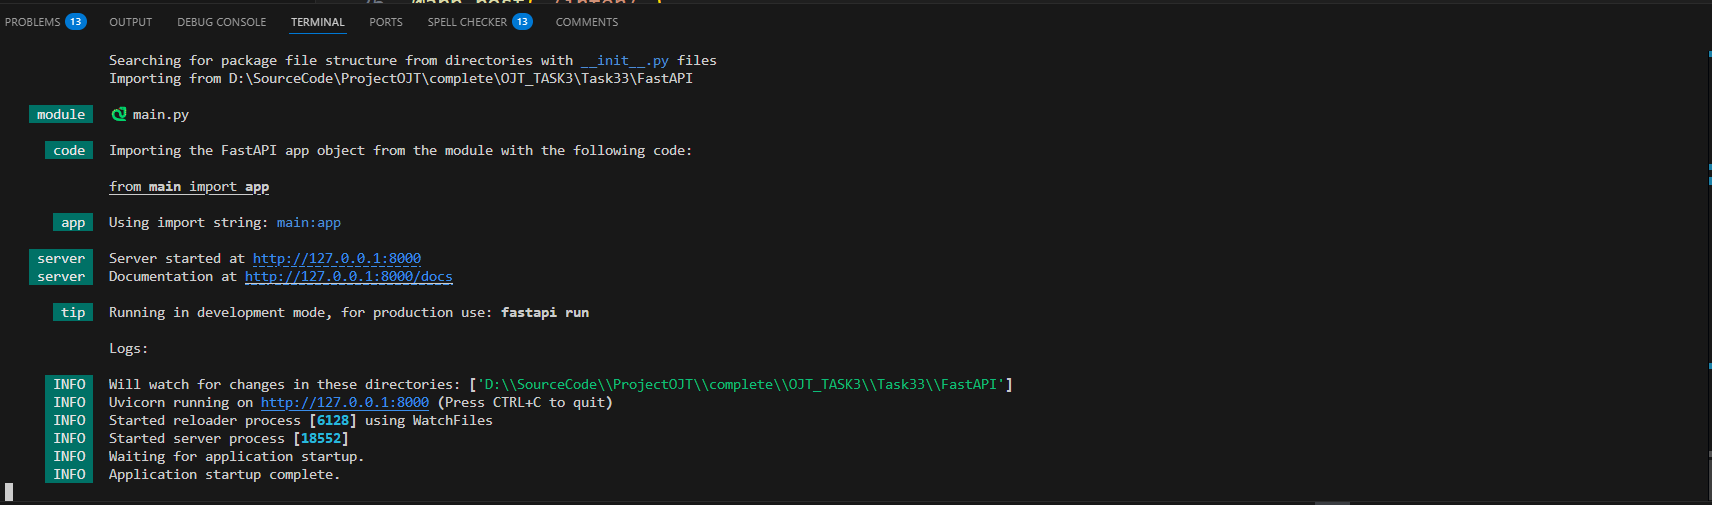 PROBLEMS 13 OUTPUT DEBUG CONSOLE TERMINAL PORTS SPELL CHECKER 13 COMMENTS
Searching for package file structure from directories with __init__.py files
Importing from D:\SourceCode\ProjectOJT\complete\OJT_TASK3\Task33\FastAPI
module main.py
code Importing the FastAPI app object from the module with the following code:
from main import app
app Using import string: main:app
server Server started at http://127.0.0.1:8000
server Documentation at http://127.0.0.1:8000/docs
tip Running in development mode, for production use: fastapi run
Logs:
INFO Will watch for changes in these directories: ['D:\\SourceCode\\ProjectOJT\\complete\\OJT_TASK3\\Task33\\FastAPI']
INFO Uvicorn running on http://127.0.0.1:8000 (Press CTRL+C to quit)
INFO Started reloader process [6128] using WatchFiles
INFO Started server process [18552]
INFO Waiting for application startup.
INFO Application startup complete.